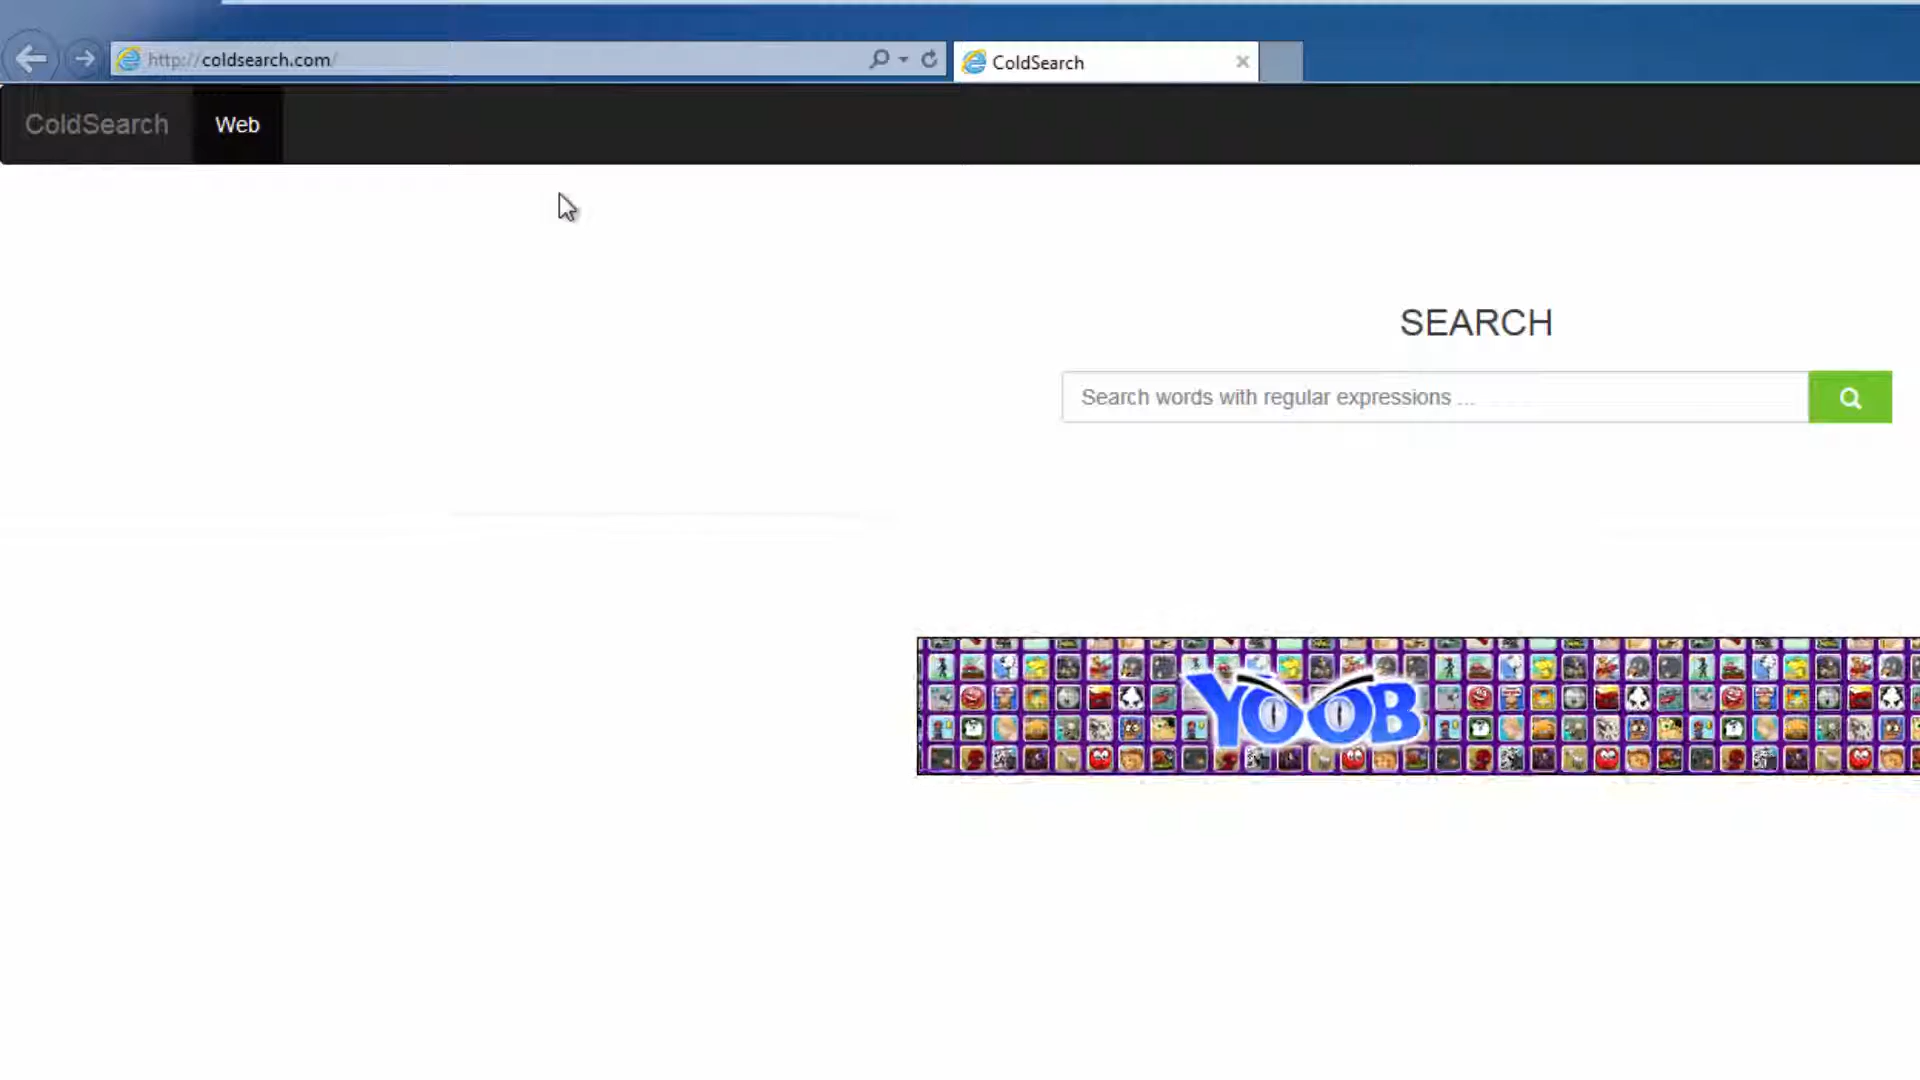 http://coldsearch.com/
ColdSearch
ColdSearch
Web
SEARCH
Search words with regular expressions ...
YOOB